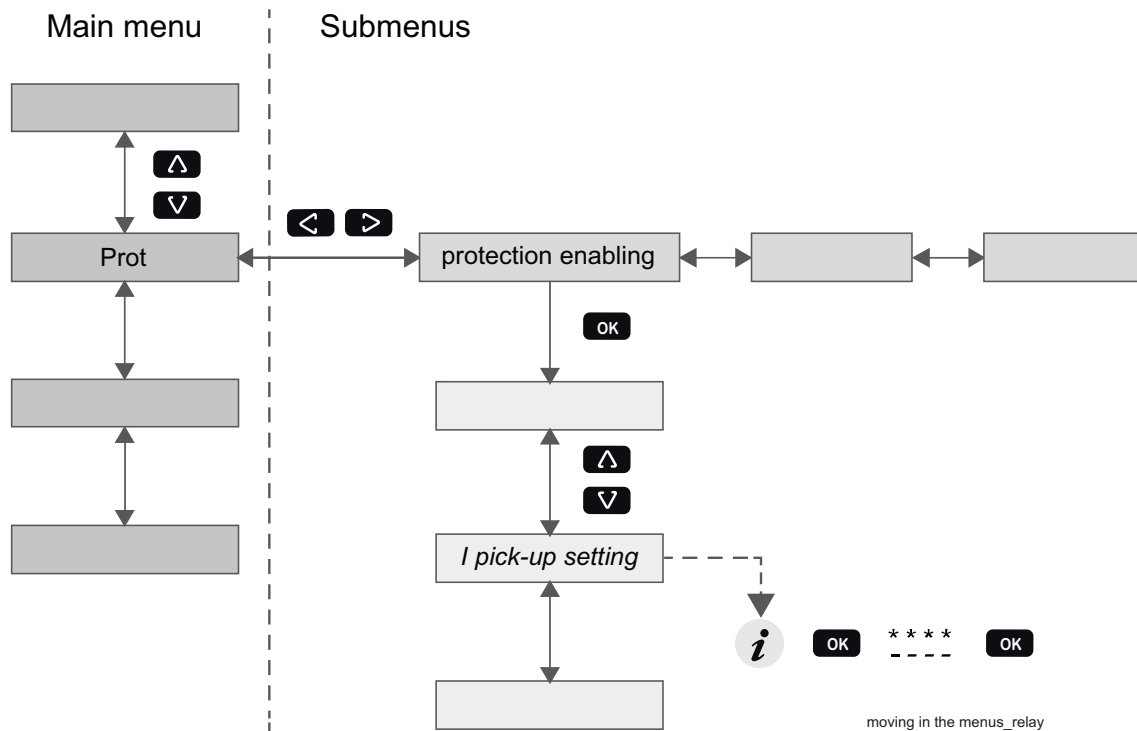 Main menu
Submenus
Prot
protection enabling
OK
I pick-up setting
i
OK
* * * *
- - - -
OK
moving in the menus_relay